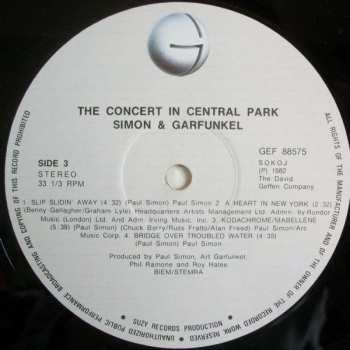 G
THE CONCERT IN CENTRAL PARK
SIMON & GARFUNKEL
GEF 88575
SIDE 3
STEREO
33 1/3 RPM
SOKOJ
(P) 1982
The David
Geffen Company
1. SLIP SLIDIN' AWAY (4 32) (Paul Simon) Paul Simon 2. A HEART IN NEW YORK (2 32)
(Benny Gallagher/Graham Lyle) Headquarters Artists Management Ltd. Admin. by Rondor
Music (London) Ltd. And Adm. Irving Music Inc. 3. KODACHROME/MABELLENE
(5 38) (Paul Simon) (Chuck Berry/Russ Fratto/Alan Freed) Paul Simon/Arc
Music Corp. 4. BRIDGE OVER TROUBLED WATER (4 35)
(Paul Simon) Paul Simon
Produced by Paul Simon, Art Garfunkel,
Phil Ramone and Roy Halee.
BIEM/STEMRA
SUZY RECORDS PRODUCTION
ALL RIGHTS OF THE MANUFACTURER AND OF THE OWNER OF THE RECORDED WORK RESERVED
UNAUTHORIZED PUBLIC PERFORMANCE BROADCASTING AND COPYING OF THIS RECORD PROHIBITED